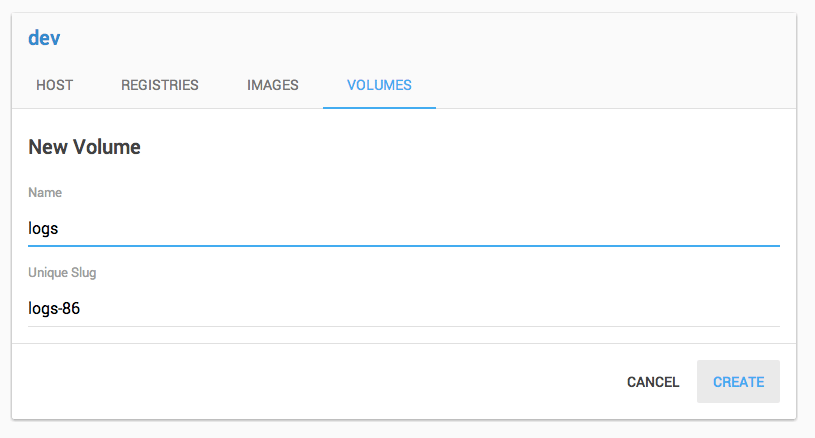 dev
HOST REGISTRIES IMAGES VOLUMES
New Volume
Name
logs
Unique Slug
logs-86
CANCEL CREATE